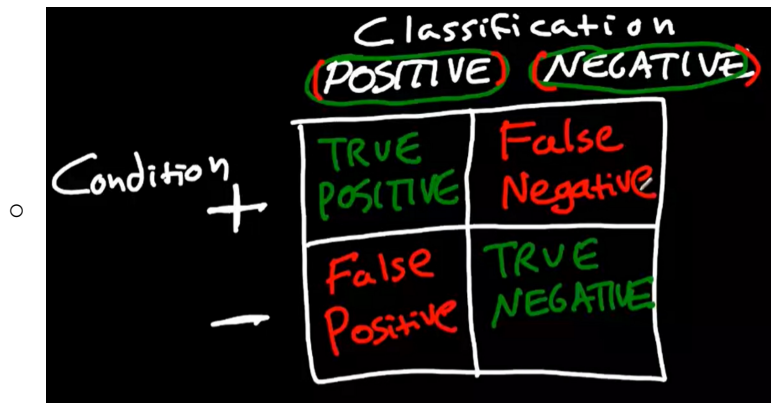 Classification
(POSITIVE) (NEGATIVE)
Condition
+
TRUE
POSITIVE
False
Negative
-
False
Positive
TRUE
NEGATIVE